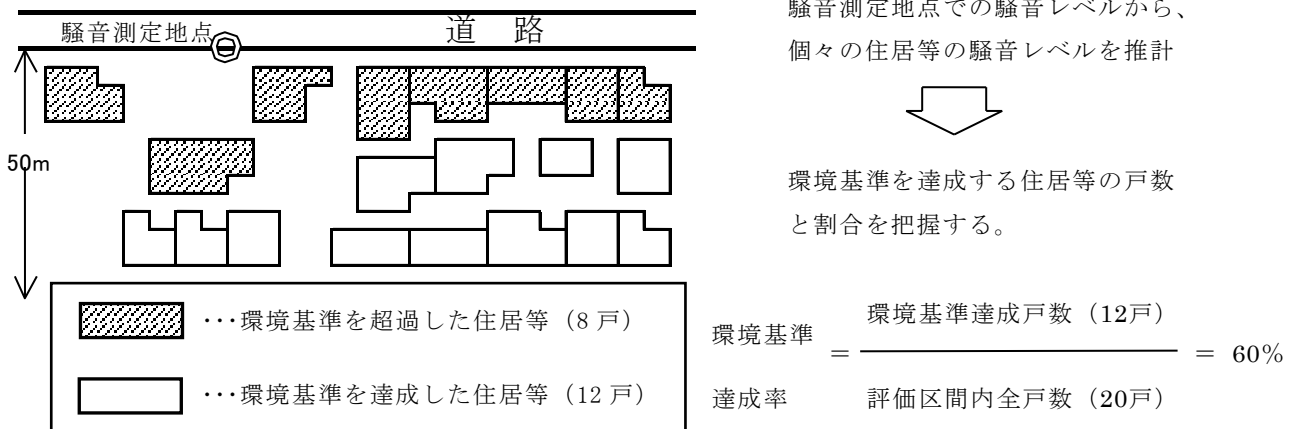 騒音測定地点
道 路
50m
･･･環境基準を超過した住居等（8 戸）
･･･環境基準を達成した住居等（12 戸）
騒音測定地点での騒音レベルから、
個々の住居等の騒音レベルを推計
環境基準を達成する住居等の戸数
と割合を把握する。
環境基準
達成率
＝
環境基準達成戸数（12戸）
評価区間内全戸数（20戸）
＝ 60%